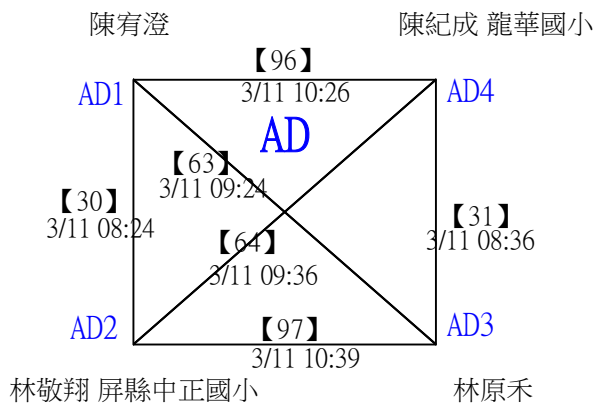 陳宥澄
陳紀成 龍華國小
【96】
3/11 10:26
AD1
AD4
AD
【63】
3/11 09:24
【30】
3/11 08:24
【31】
3/11 08:36
【64】
3/11 09:36
AD2
AD3
【97】
3/11 10:39
林敬翔 屏縣中正國小
林原禾